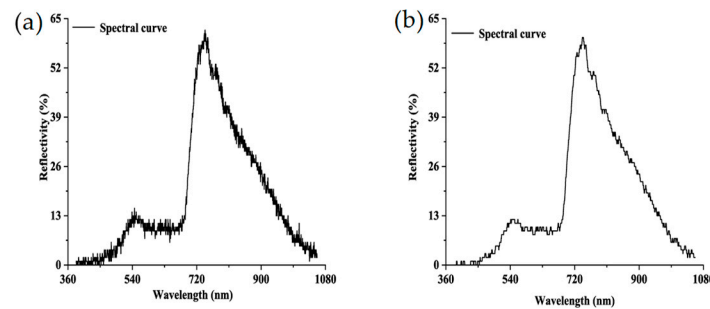 (a)
Spectral curve
Reflectivity (%)
65
52
39
26
13
0
360
540
720
900
1080
Wavelength (nm)
(b)
Spectral curve
Reflectivity (%)
65
52
39
26
13
0
360
540
720
900
1080
Wavelength (nm)